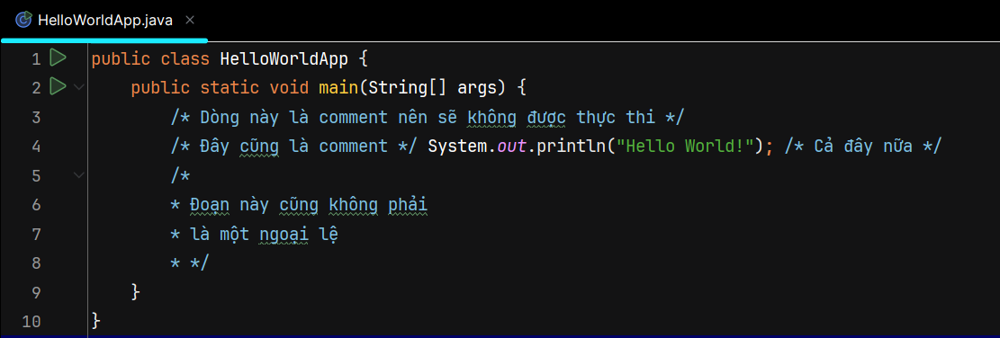 HelloWorldApp.java ×
1 public class HelloWorldApp {
2 public static void main(String[] args) {
3 /* Dòng này là comment nên sẽ không được thực thi */
4 /* Đây cũng là comment */ System.out.println("Hello World!"); /* Cả đây nữa */
5 /*
6 * Đoạn này cũng không phải
7 * là một ngoại lệ
8 * */
9 }
10 }